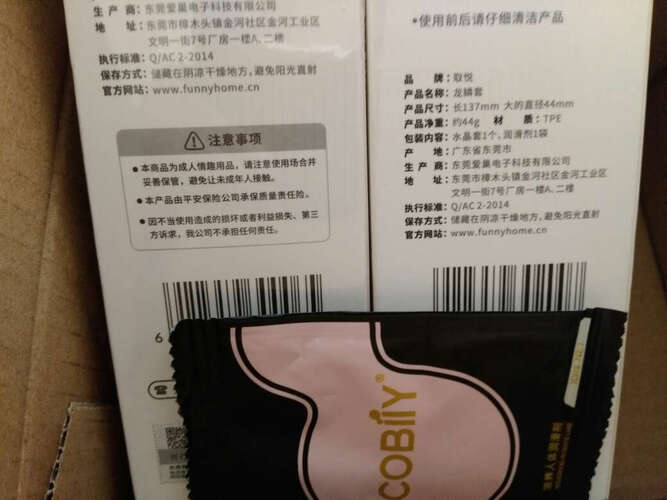 生 产 商：东莞爱巢电子科技有限公司
地 址：东莞市樟木头镇金河社区金河工业区
文明一街7号厂房一楼A,二楼
执行标准：Q/AC 2-2014
保存方式：储藏在阴凉干燥地方,避免阳光直射
官方网站：www.funnyhome.cn
注意事项
• 本商品为成人情趣用品，请注意使用场合并
妥善保管，避免让未成年人接触。
• 本产品由平安保险公司承保质量责任险。
• 因不当使用造成的损坏或者利益损失、第三
方诉求，我公司不承担任何责任。
6
*使用前后请仔细清洁产品
品 牌：取悦
产品名称：龙鳞套
产品尺寸：长137mm 大的直径44mm
产品净重：约44g 材 质：TPE
包装内容：水晶套1个,润滑剂1袋
产 地：广东省东莞市
生 产 商：东莞爱巢电子科技有限公司
地 址：东莞市樟木头镇金河社区金河工业区
文明一街7号厂房一楼A,二楼
执行标准：Q/AC 2-2014
保存方式：储藏在阴凉干燥地方,避免阳光直射
官方网站：www.funnyhome.cn
COBIIY®